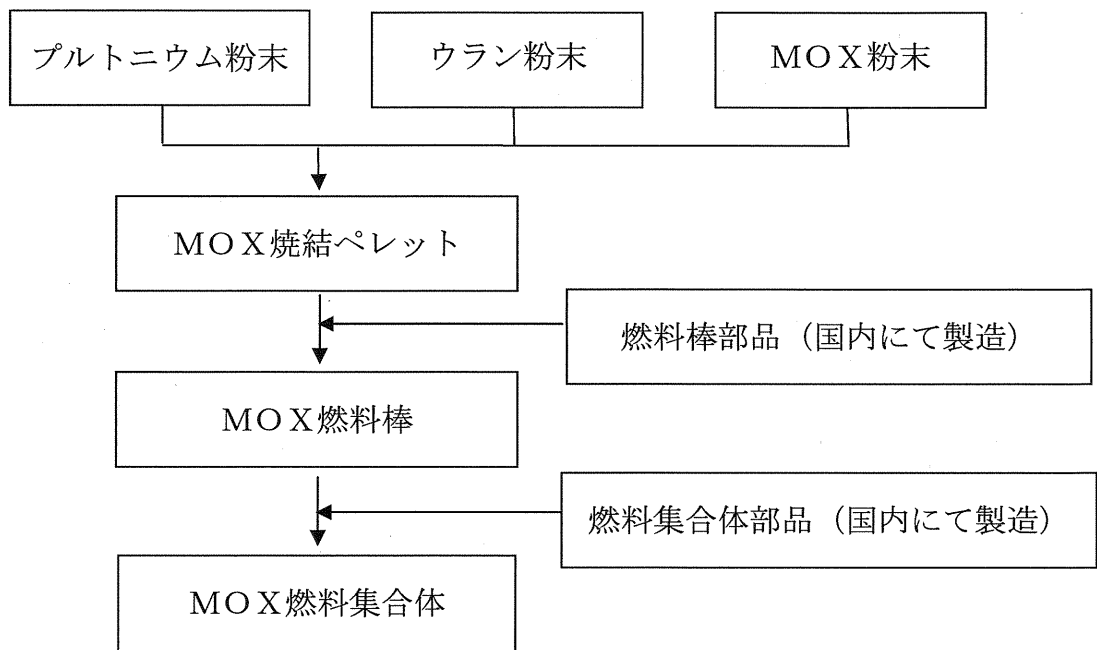 プルトニウム粉末
ウラン粉末
ＭＯＸ粉末
ＭＯＸ焼結ペレット
燃料棒部品（国内にて製造）
ＭＯＸ燃料棒
燃料集合体部品（国内にて製造）
ＭＯＸ燃料集合体